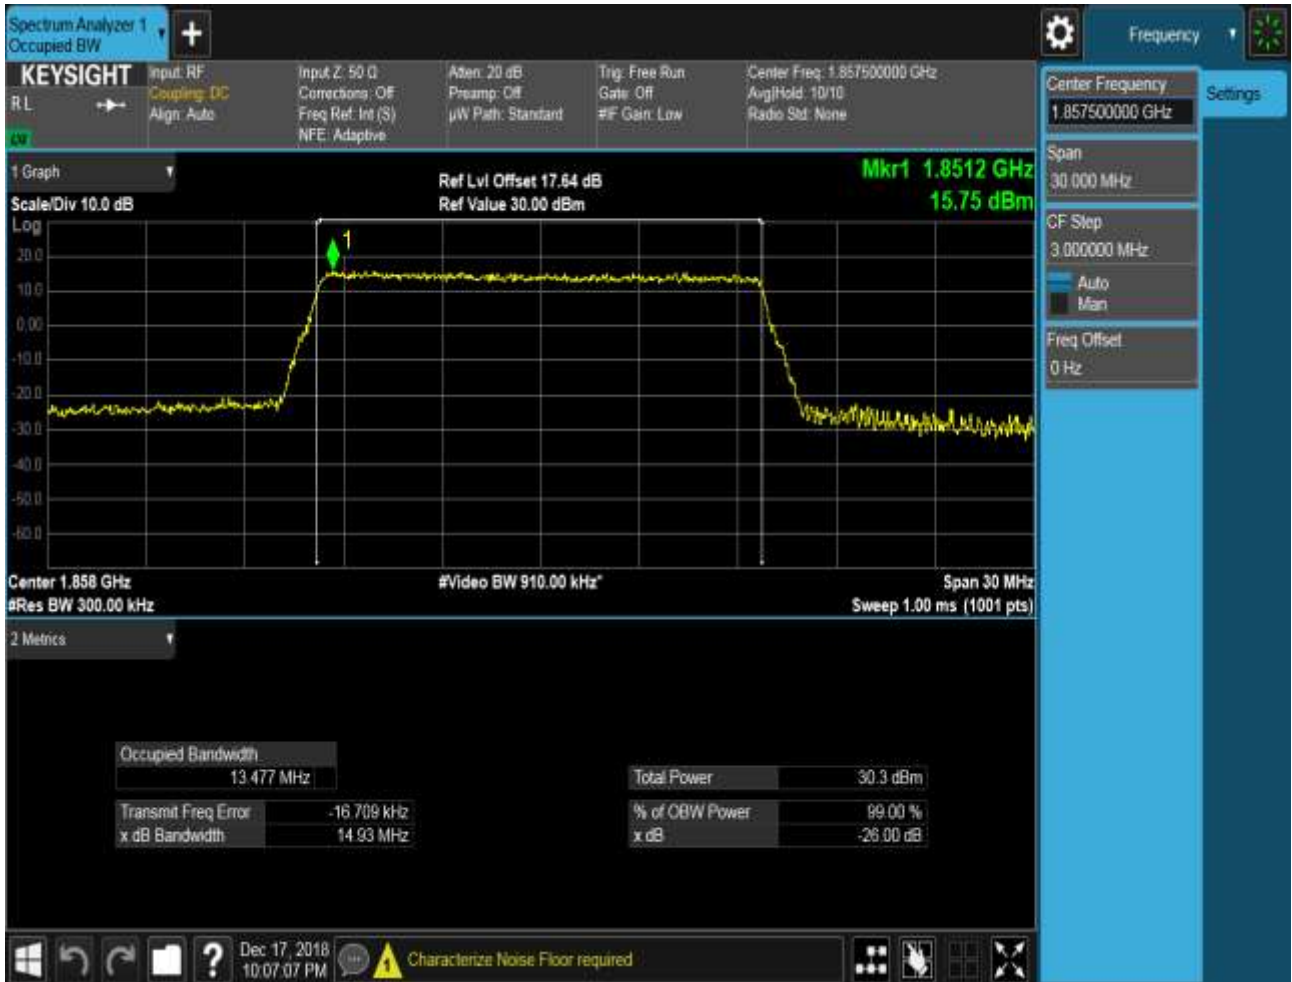 Spectrum Analyzer 1
Occupied BW
Frequency
KEYSIGHT
R L
Input: RF
Coupling: DC
Align: Auto
Input Z: 50 Ω
Corrections: Off
Freq Ref: Int (S)
NFE: Adaptive
Atten: 20 dB
Preamp: Off
µW Path: Standard
Trig: Free Run
Gate: Off
#IF Gain: Low
Center Freq: 1.857500000 GHz
Avg|Hold: 10/10
Radio Std: None
Center Frequency
1.857500000 GHz
Settings
Span
30.000 MHz
CF Step
3.000000 MHz
Auto
Man
Freq Offset
0 Hz
1 Graph
Scale/Div 10.0 dB
Ref Lvl Offset 17.64 dB
Ref Value 30.00 dBm
Mkr1 1.8512 GHz
15.75 dBm
Log
1
20.0
10.0
0.00
-10.0
-20.0
-30.0
-40.0
-50.0
-60.0
Center 1.858 GHz
#Video BW 910.00 kHz*
Span 30 MHz
#Res BW 300.00 kHz
Sweep 1.00 ms (1001 pts)
2 Metrics
Occupied Bandwidth
13.477 MHz
Transmit Freq Error -16.709 kHz
x dB Bandwidth 14.93 MHz
Total Power 30.3 dBm
% of OBW Power 99.00 %
x dB -26.00 dB
Dec 17, 2018
10:07:07 PM
Characterize Noise Floor required